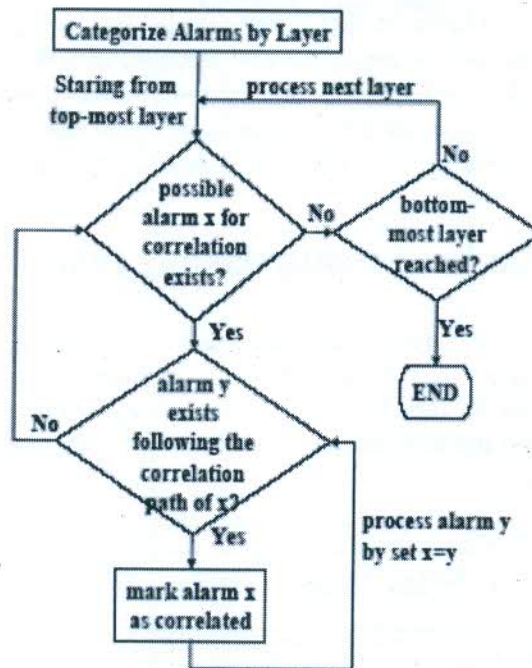 Categorize Alarms by Layer
Staring from
top-most layer
process next layer
No
possible
alarm x for
correlation
exists?
No
bottom-
most layer
reached?
Yes
Yes
END
alarm y
exists
following the
correlation
path of x?
No
Yes
process alarm y
by set x=y
mark alarm x
as correlated